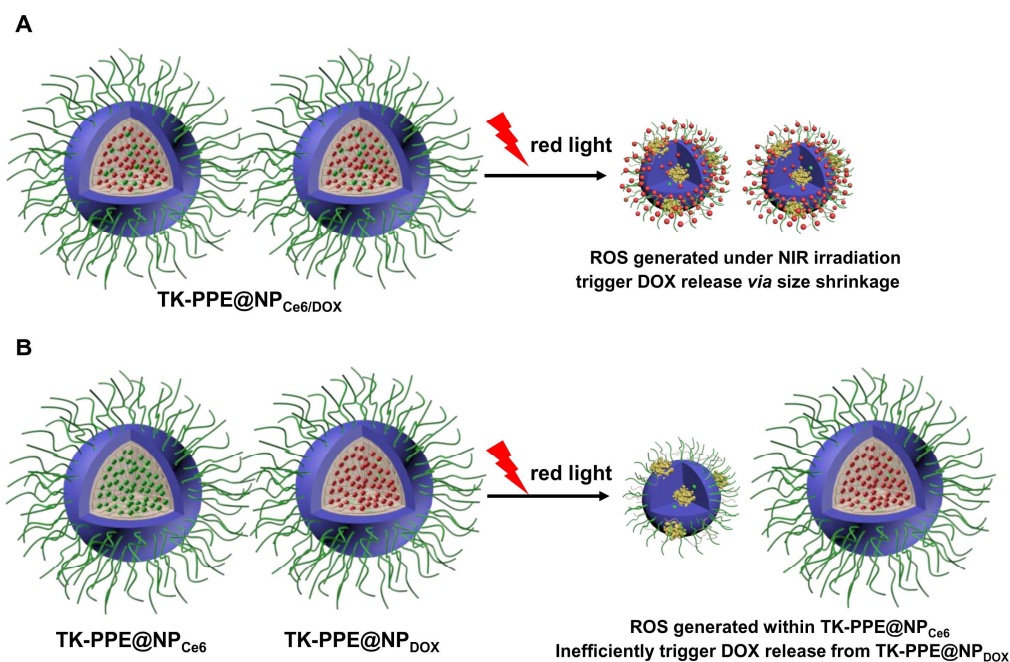 A
red light
TK-PPE@NPCe6/DOX
ROS generated under NIR irradiation
trigger DOX release via size shrinkage
B
red light
TK-PPE@NPCe6
TK-PPE@NPDOX
ROS generated within TK-PPE@NPCe6
Inefficiently trigger DOX release from TK-PPE@NPDOX